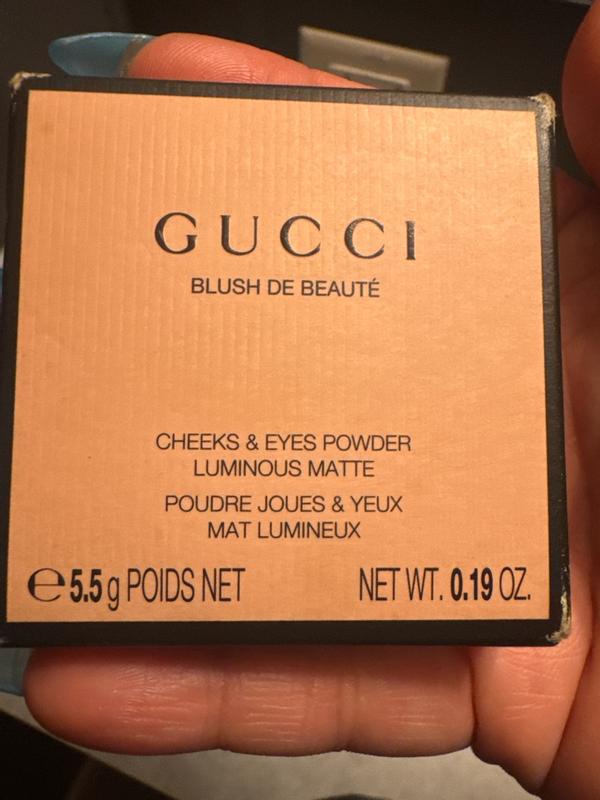 GUCCI
BLUSH DE BEAUTÉ
CHEEKS & EYES POWDER
LUMINOUS MATTE
POUDRE JOUES & YEUX
MAT LUMINEUX
℮ 5.5 g POIDS NET NET WT. 0.19 OZ.